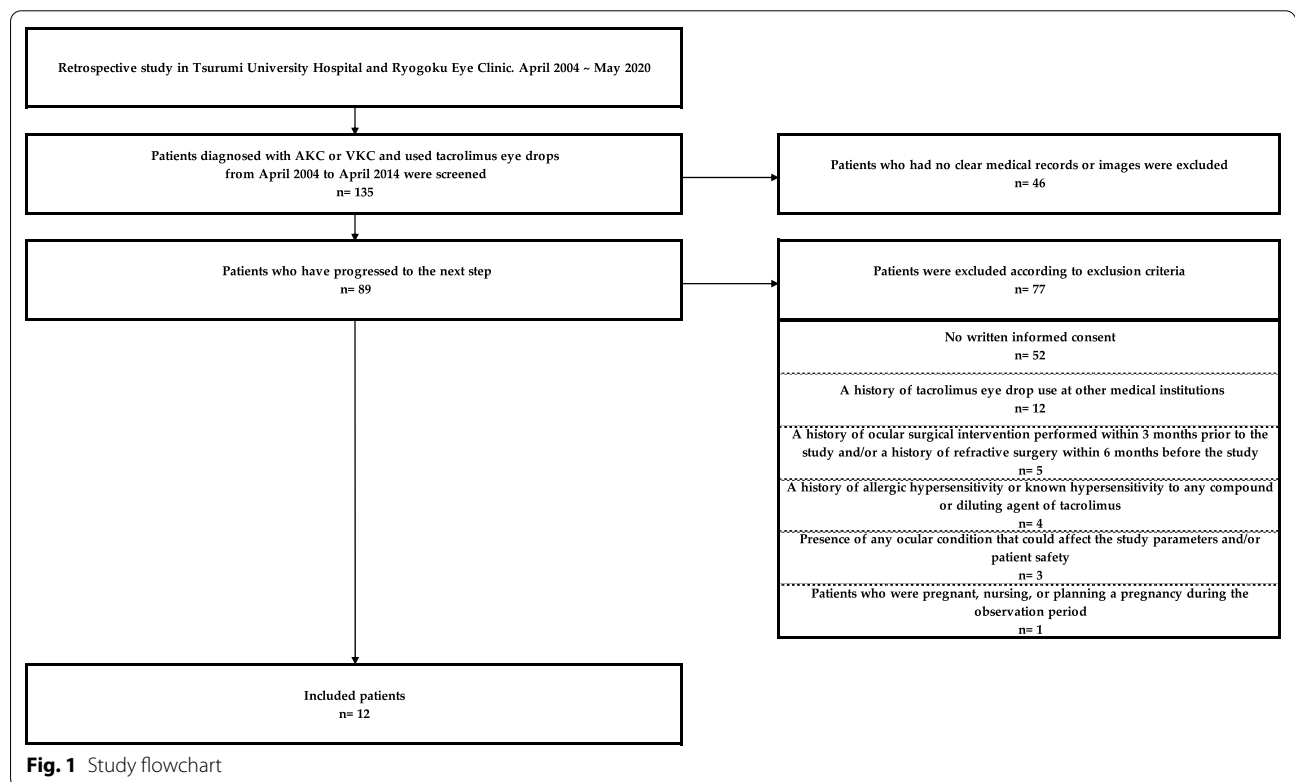 Retrospective study in Tsurumi University Hospital and Ryogoku Eye Clinic. April 2004 ~ May 2020
Patients diagnosed with AKC or VKC and used tacrolimus eye drops
from April 2004 to April 2014 were screened
n= 135
Patients who had no clear medical records or images were excluded
n= 46
Patients who have progressed to the next step
n= 89
Patients were excluded according to exclusion criteria
n= 77
No written informed consent
n= 52
A history of tacrolimus eye drop use at other medical institutions
n= 12
A history of ocular surgical intervention performed within 3 months prior to the
study and/or a history of refractive surgery within 6 months before the study
n= 5
A history of allergic hypersensitivity or known hypersensitivity to any compound
or diluting agent of tacrolimus
n= 4
Presence of any ocular condition that could affect the study parameters and/or
patient safety
n= 3
Patients who were pregnant, nursing, or planning a pregnancy during the
observation period
n= 1
Included patients
n= 12
Fig. 1 Study flowchart